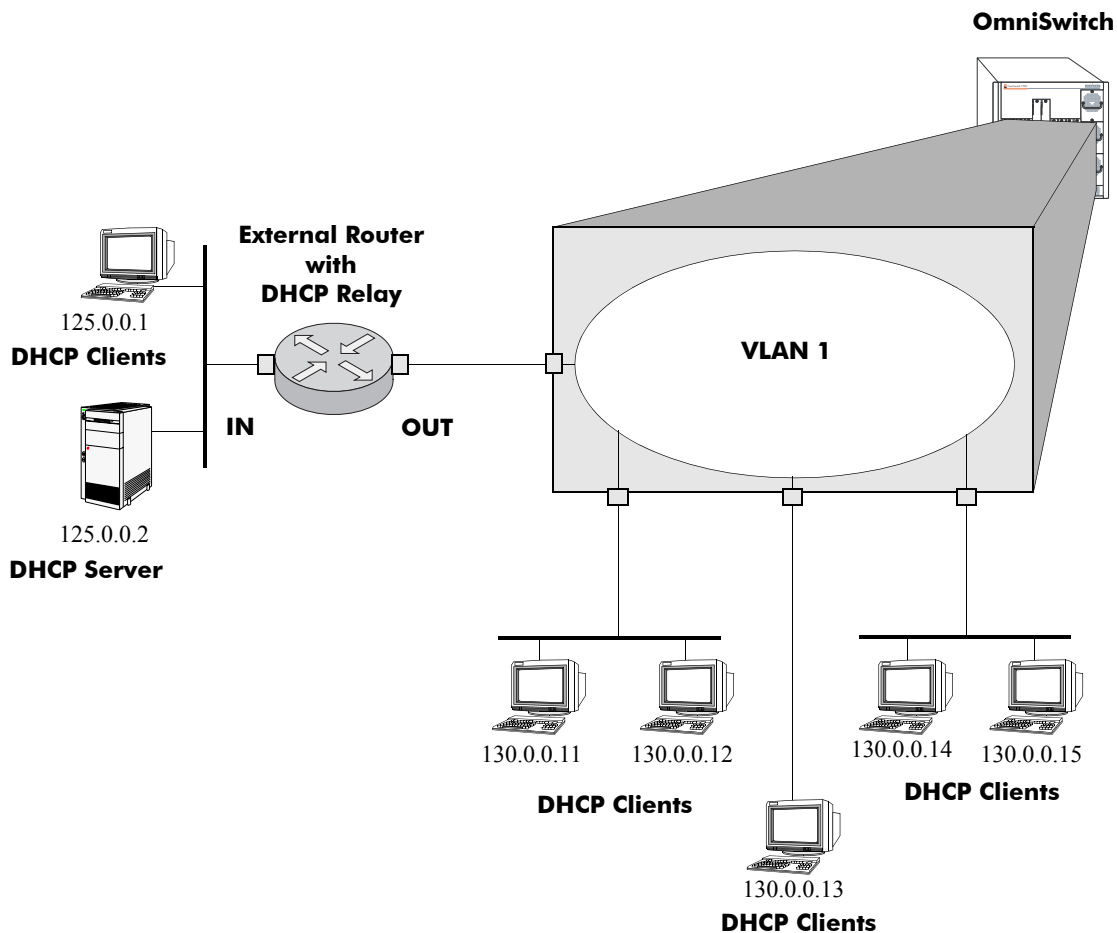 OmniSwitch
External Router
with
DHCP Relay
125.0.0.1
DHCP Clients
VLAN 1
IN
OUT
125.0.0.2
DHCP Server
130.0.0.11
130.0.0.12
130.0.0.14
130.0.0.15
DHCP Clients
DHCP Clients
130.0.0.13
DHCP Clients